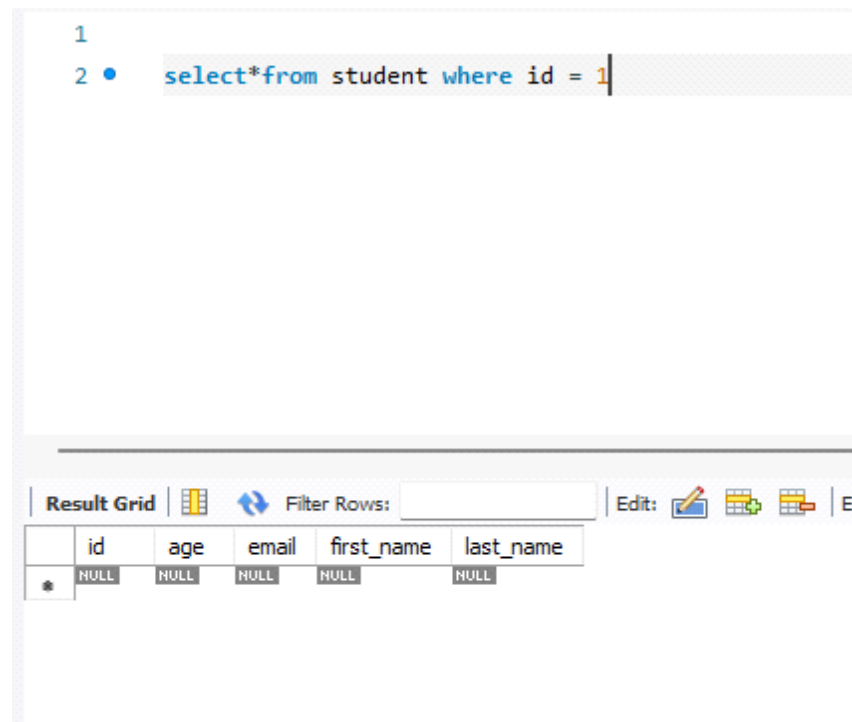 1
2 select*from student where id = 1
Result Grid Filter Rows: Edit: E
id age email first_name last_name
* NULL NULL NULL NULL NULL